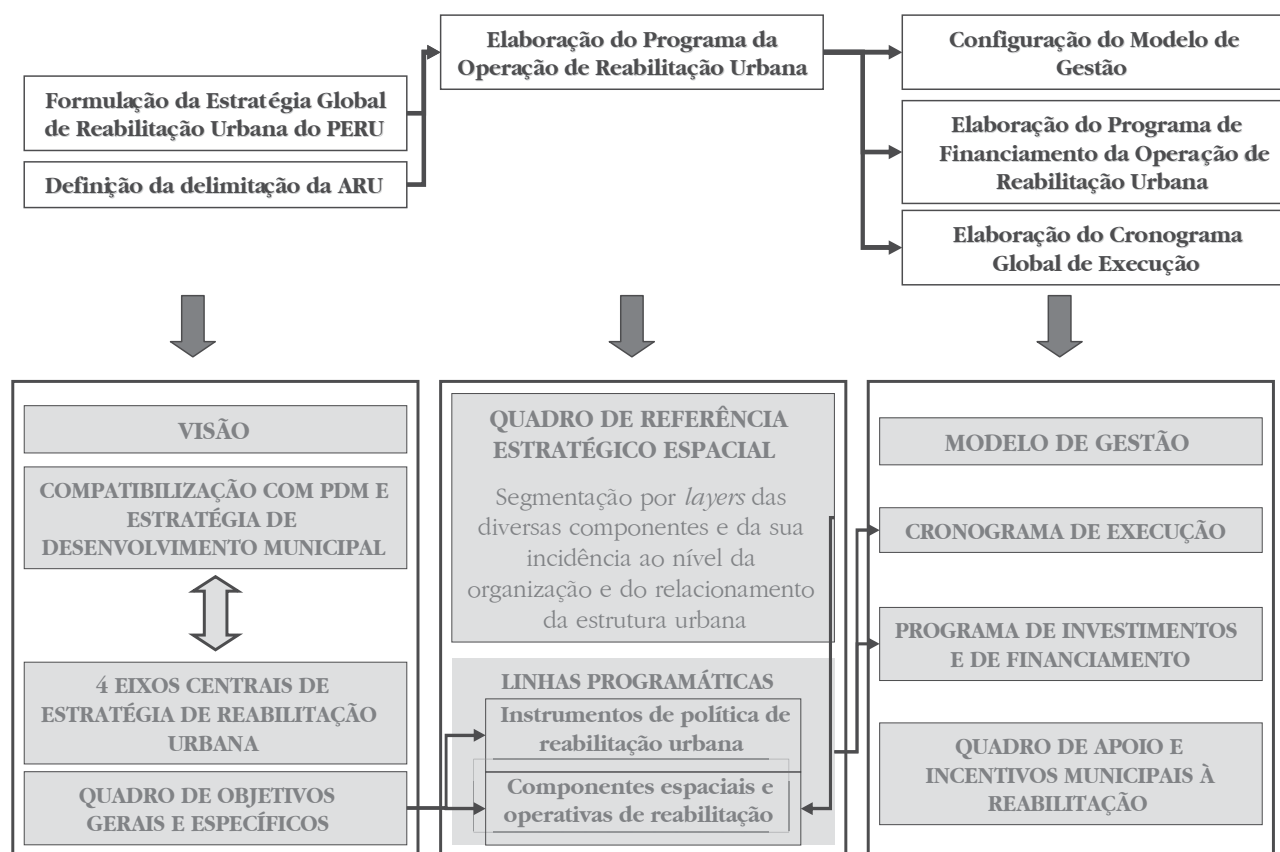 Formulação da Estratégia Global
de Reabilitação Urbana do PERU
Definição da delimitação da ARU
Elaboração do Programa da
Operação de Reabilitação Urbana
Configuração do Modelo de
Gestão
Elaboração do Programa de
Financiamento da Operação de
Reabilitação Urbana
Elaboração do Cronograma
Global de Execução
VISÃO
COMPATIBILIZAÇÃO COM PDM E
ESTRATÉGIA DE
DESENVOLVIMENTO MUNICIPAL
4 EIXOS CENTRAIS DE
ESTRATÉGIA DE REABILITAÇÃO
URBANA
QUADRO DE OBJETIVOS
GERAIS E ESPECÍFICOS
QUADRO DE REFERÊNCIA
ESTRATÉGICO ESPACIAL
Segmentação por layers das
diversas componentes e da sua
incidência ao nível da
organização e do relacionamento
da estrutura urbana
LINHAS PROGRAMÁTICAS
Instrumentos de política de
reabilitação urbana
Componentes espaciais e
operativas de reabilitação
MODELO DE GESTÃO
CRONOGRAMA DE EXECUÇÃO
PROGRAMA DE INVESTIMENTOS
E DE FINANCIAMENTO
QUADRO DE APOIO E
INCENTIVOS MUNICIPAIS À
REABILITAÇÃO